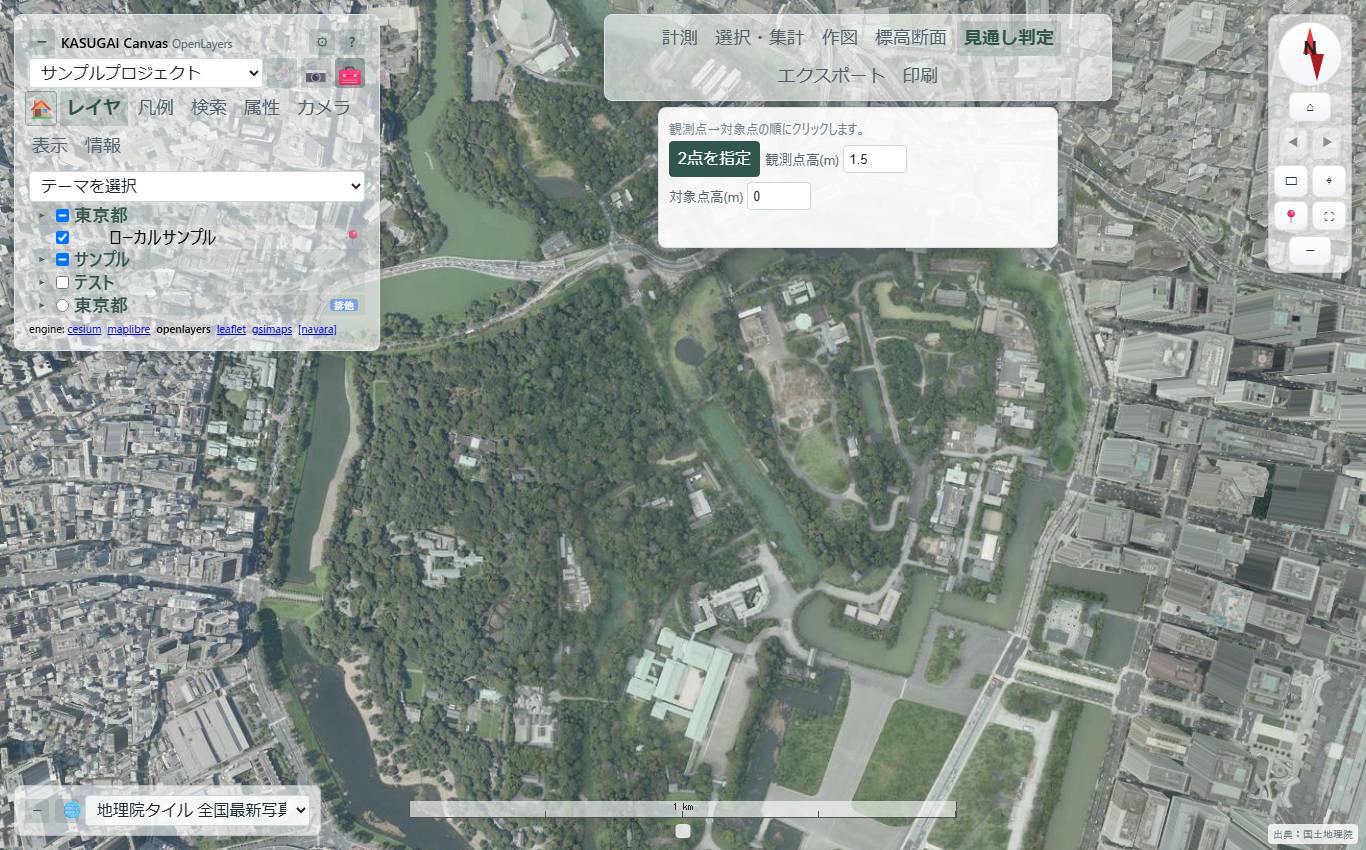 KASUGAI Canvas OpenLayers
サンプルプロジェクト
レイヤ 凡例 検索 属性 カメラ
表示 情報
テーマを選択
東京都
ローカルサンプル
サンプル
テスト
東京都 排他
engine: cesium maplibre openlayers leaflet gsimaps [navara]
計測 選択・集計 作図 標高断面 見通し判定
エクスポート 印刷
観測点→対象点の順にクリックします。
2点を指定 観測点高(m) 1.5
対象点高(m) 0
N
地理院タイル 全国最新写真
1 km
出典：国土地理院